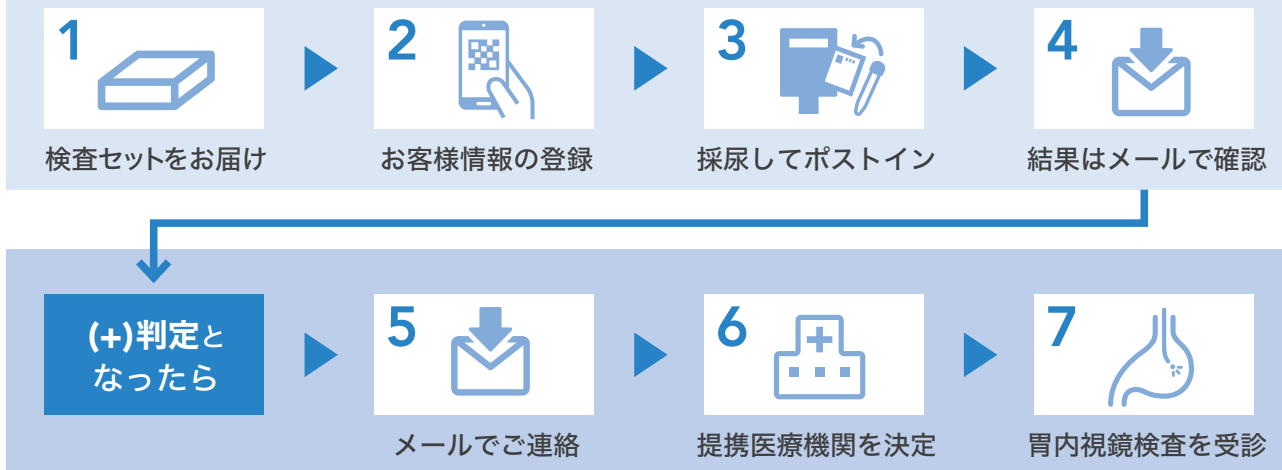 1
検査セットをお届け
2
お客様情報の登録
3
採尿してポストイン
4
結果はメールで確認
(+)判定と
なったら
5
メールでご連絡
6
提携医療機関を決定
7
胃内視鏡検査を受診